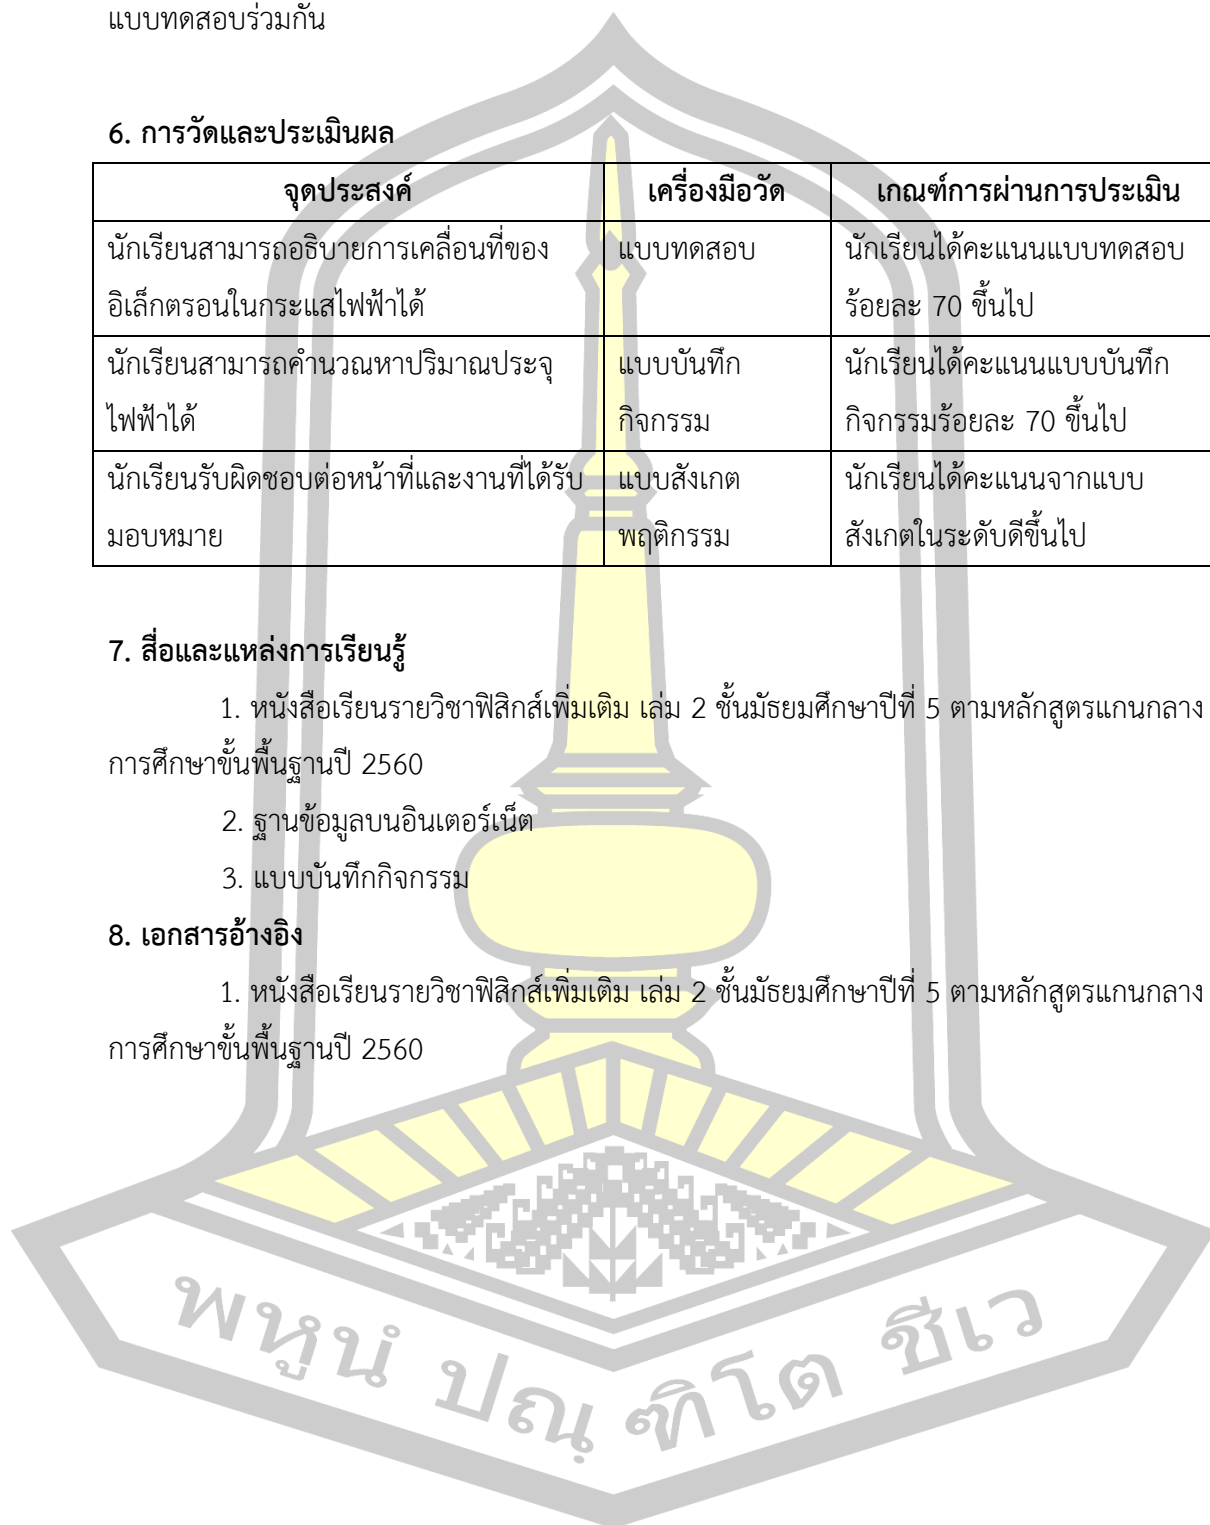 แบบทดสอบร่วมกัน
6. การวัดและประเมินผล
จุดประสงค์ เครื่องมือวัด เกณฑ์การผ่านการประเมิน
นักเรียนสามารถอธิบายการเคลื่อนที่ของ แบบทดสอบ นักเรียนได้คะแนนแบบทดสอบ
อิเล็กตรอนในกระแสไฟฟ้าได้ ร้อยละ 70 ขึ้นไป
นักเรียนสามารถคำนวณหาปริมาณประจุ แบบบันทึก นักเรียนได้คะแนนแบบบันทึก
ไฟฟ้าได้ กิจกรรม กิจกรรมร้อยละ 70 ขึ้นไป
นักเรียนรับผิดชอบต่อหน้าที่และงานที่ได้รับ แบบสังเกต นักเรียนได้คะแนนจากแบบ
มอบหมาย พฤติกรรม สังเกตในระดับดีขึ้นไป
7. สื่อและแหล่งการเรียนรู้
1. หนังสือเรียนรายวิชาฟิสิกส์เพิ่มเติม เล่ม 2 ชั้นมัธยมศึกษาปีที่ 5 ตามหลักสูตรแกนกลาง
การศึกษาขั้นพื้นฐานปี 2560
2. ฐานข้อมูลบนอินเตอร์เน็ต
3. แบบบันทึกกิจกรรม
8. เอกสารอ้างอิง
1. หนังสือเรียนรายวิชาฟิสิกส์เพิ่มเติม เล่ม 2 ชั้นมัธยมศึกษาปีที่ 5 ตามหลักสูตรแกนกลาง
การศึกษาขั้นพื้นฐานปี 2560
พหูนํ ปณฺฑิโต ชีเว